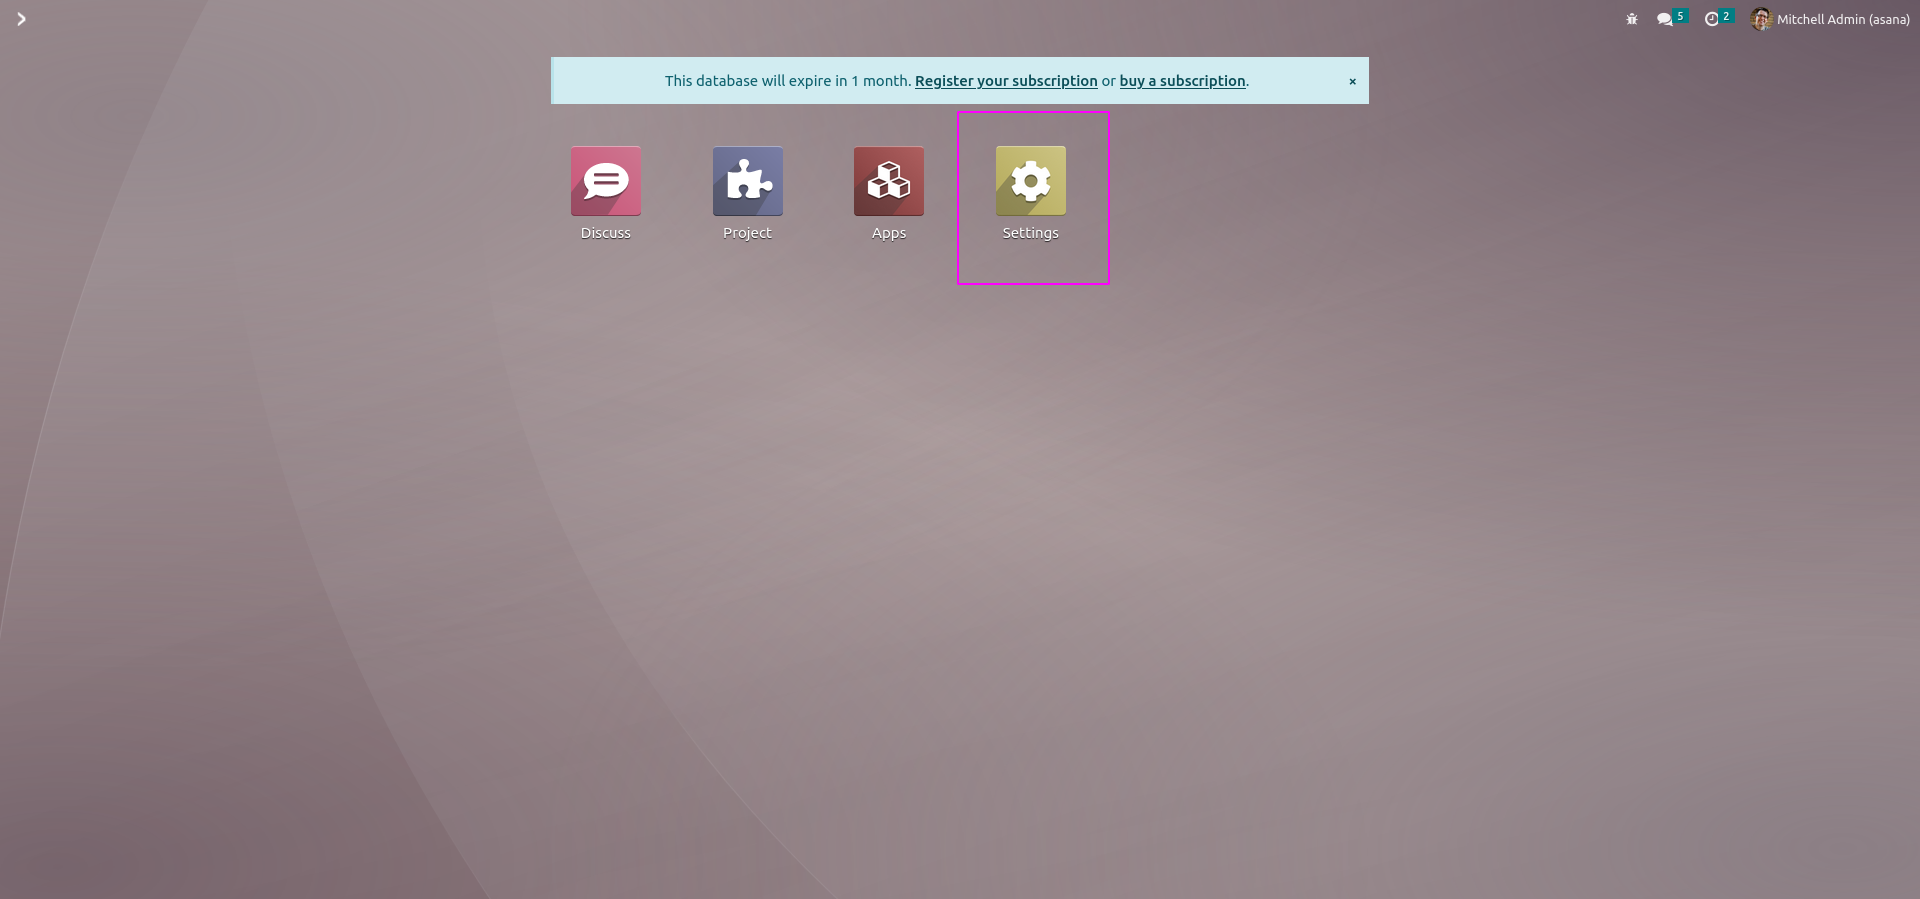 5
2
Mitchell Admin (asana)
This database will expire in 1 month. Register your subscription or buy a subscription.
×
Discuss
Project
Apps
Settings